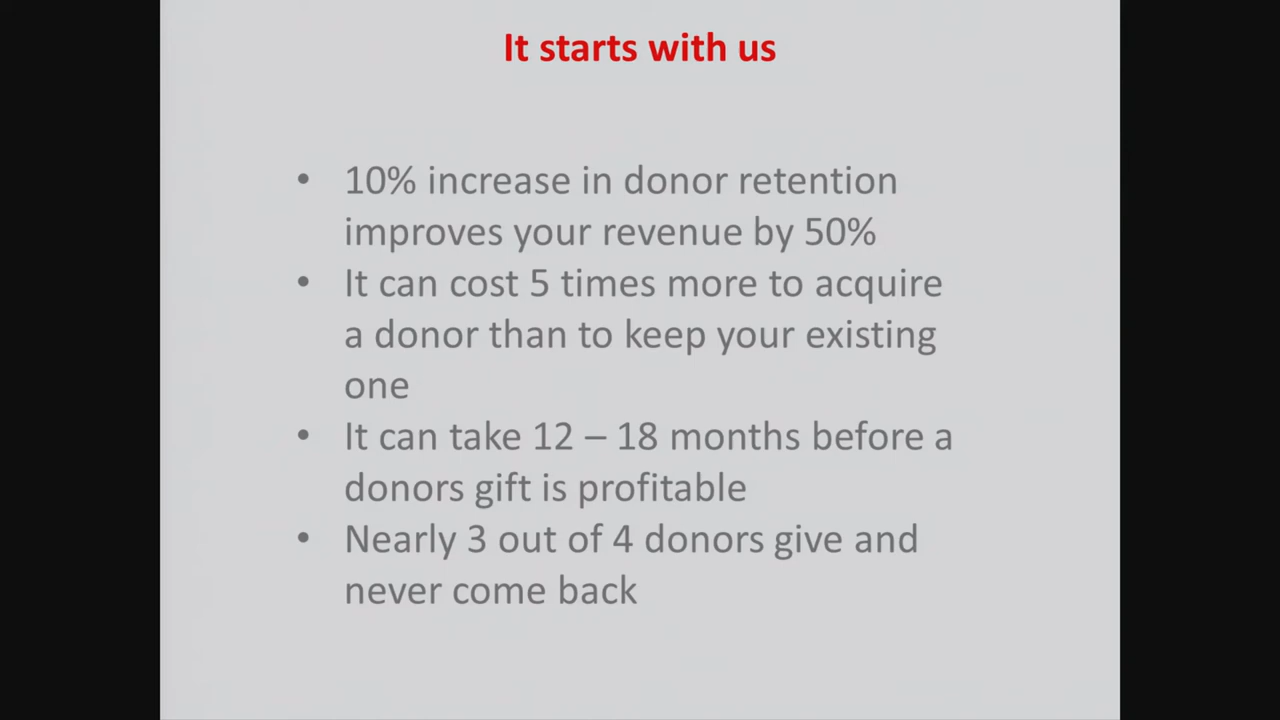 It starts with us
• 10% increase in donor retention
improves your revenue by 50%
• It can cost 5 times more to acquire
a donor than to keep your existing
one
• It can take 12 – 18 months before a
donors gift is profitable
• Nearly 3 out of 4 donors give and
never come back